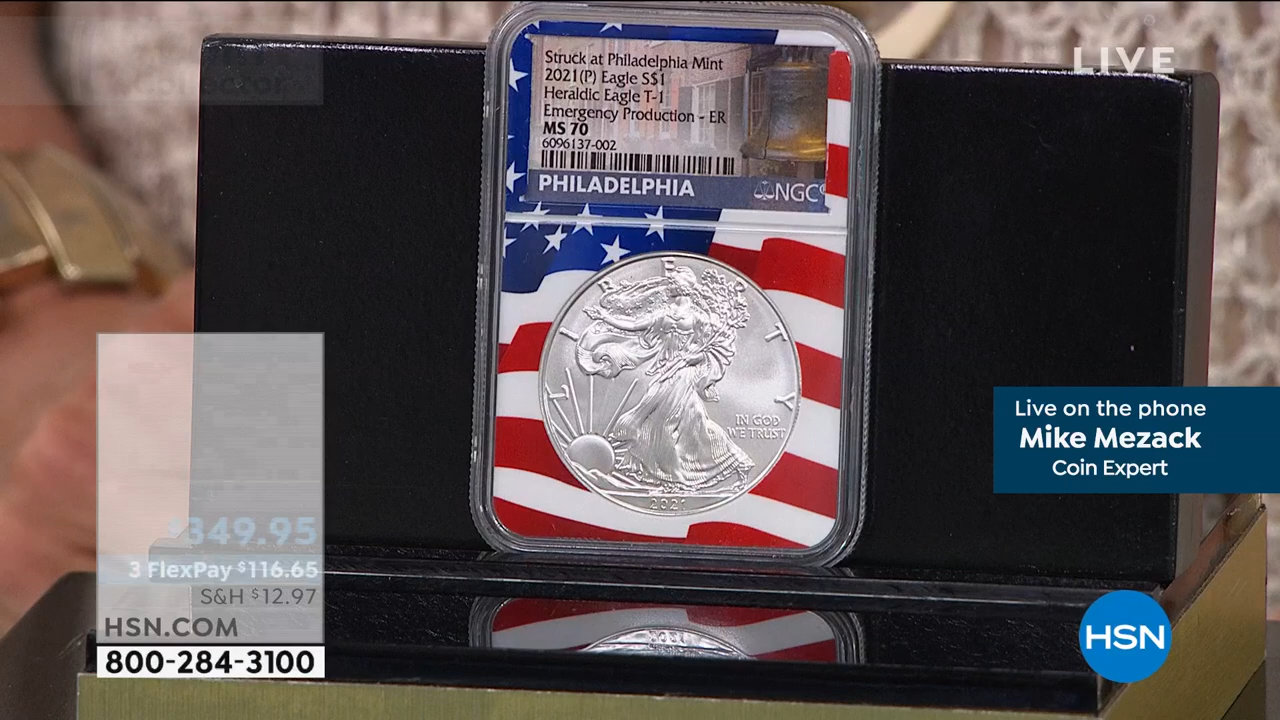 LIVE
Struck at Philadelphia Mint
2021(P) Eagle S$1
Heraldic Eagle T-1
Emergency Production - ER
MS 70
6096137-002
PHILADELPHIA
NGC
LIBERTY
IN GOD
WE TRUST
2021
Live on the phone
Mike Mezack
Coin Expert
$349.95
3 FlexPay $116.65
S&H $12.97
HSN.COM
800-284-3100
HSN